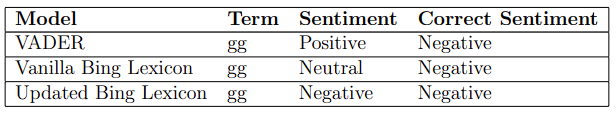 Model Term Sentiment Correct Sentiment
VADER gg Positive Negative
Vanilla Bing Lexicon gg Neutral Negative
Updated Bing Lexicon gg Negative Negative